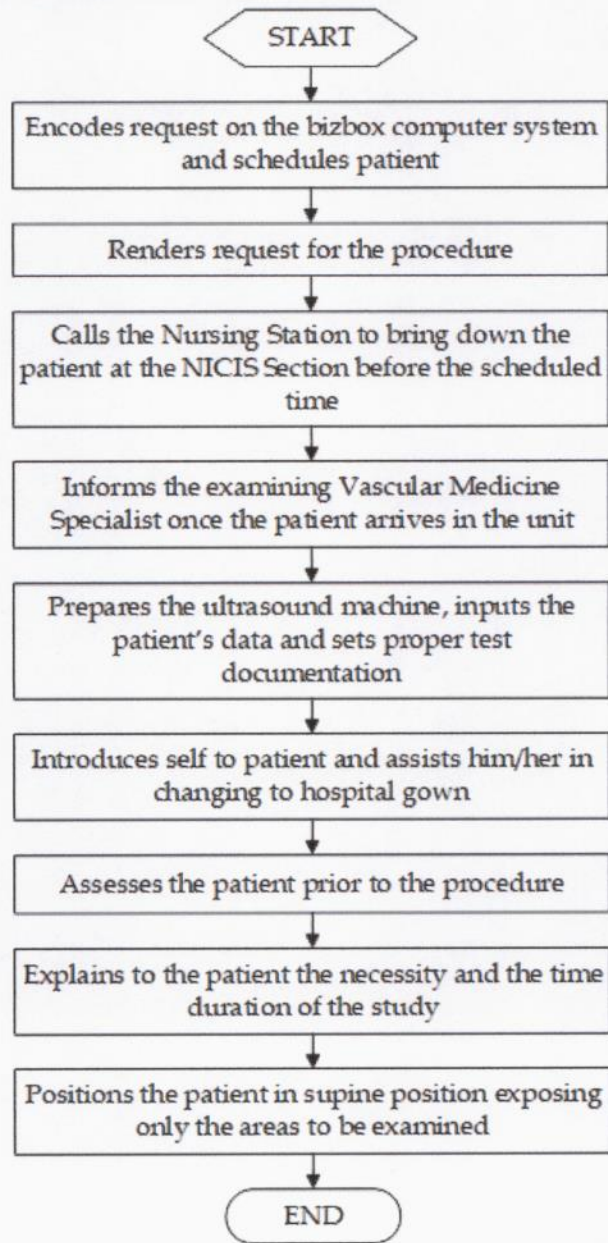 START
Encodes request on the bizbox computer system
and schedules patient
Renders request for the procedure
Calls the Nursing Station to bring down the
patient at the NICIS Section before the scheduled
time
Informs the examining Vascular Medicine
Specialist once the patient arrives in the unit
Prepares the ultrasound machine, inputs the
patient's data and sets proper test
documentation
Introduces self to patient and assists him/her in
changing to hospital gown
Assesses the patient prior to the procedure
Explains to the patient the necessity and the time
duration of the study
Positions the patient in supine position exposing
only the areas to be examined
END